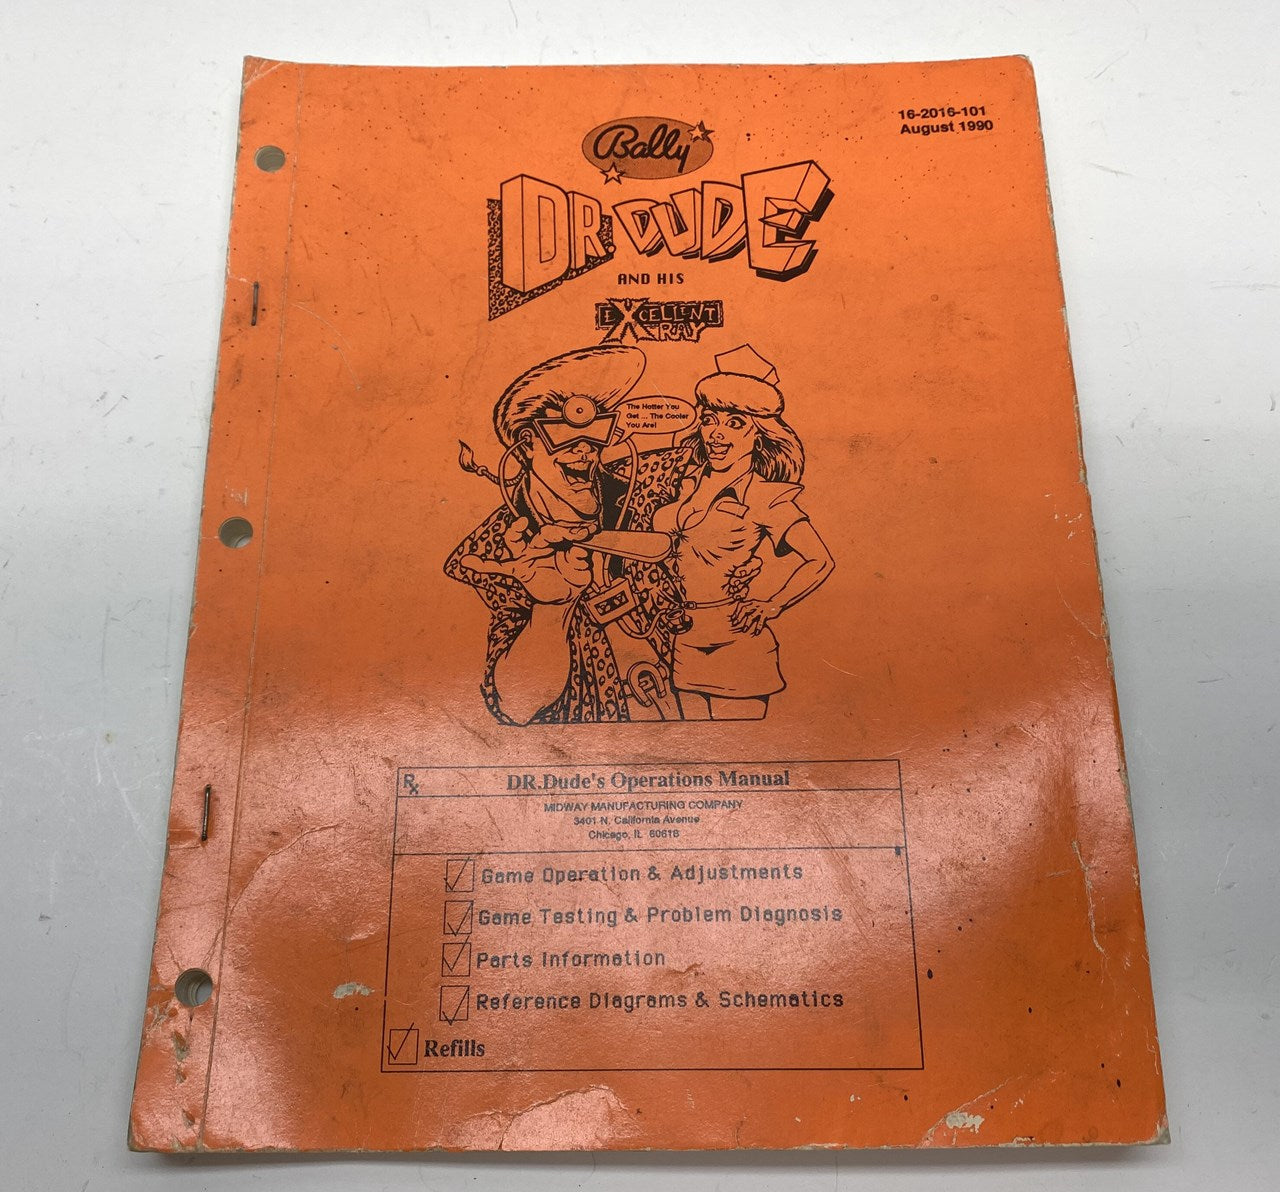 16-2016-101
August 1990
Bally
DR. DUDE
AND HIS
EXCELLENT
X-RAY
The Hotter You
Get ... The Cooler
You Are!
Rx
DR.Dude's Operations Manual
MIDWAY MANUFACTURING COMPANY
3401 N. California Avenue
Chicago, IL 60618
Game Operation & Adjustments
Game Testing & Problem Diagnosis
Parts Information
Reference Diagrams & Schematics
Refills